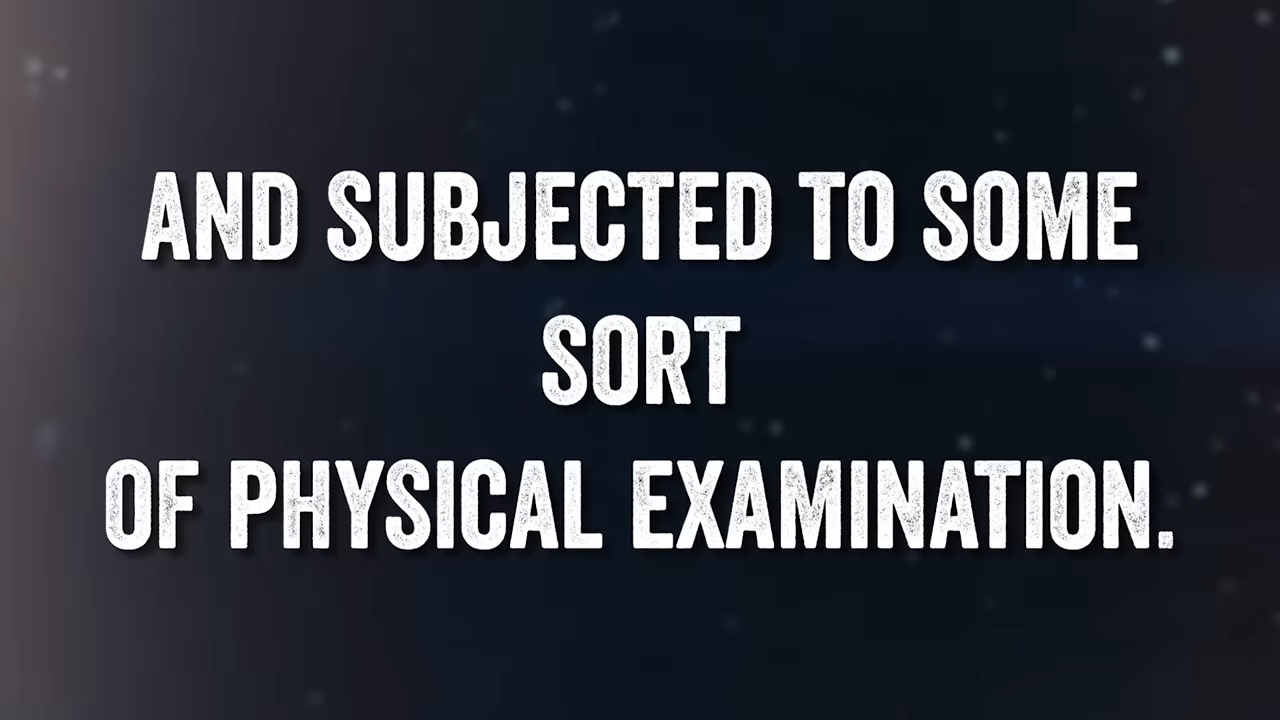 AND SUBJECTED TO SOME
SORT
OF PHYSICAL EXAMINATION.